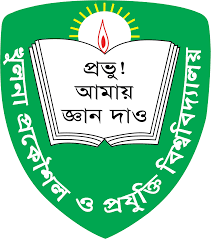 প্রভু!
আমায়
জ্ঞান দাও
খুলনা প্রকৌশল ও প্রযুক্তি বিশ্ববিদ্যালয়